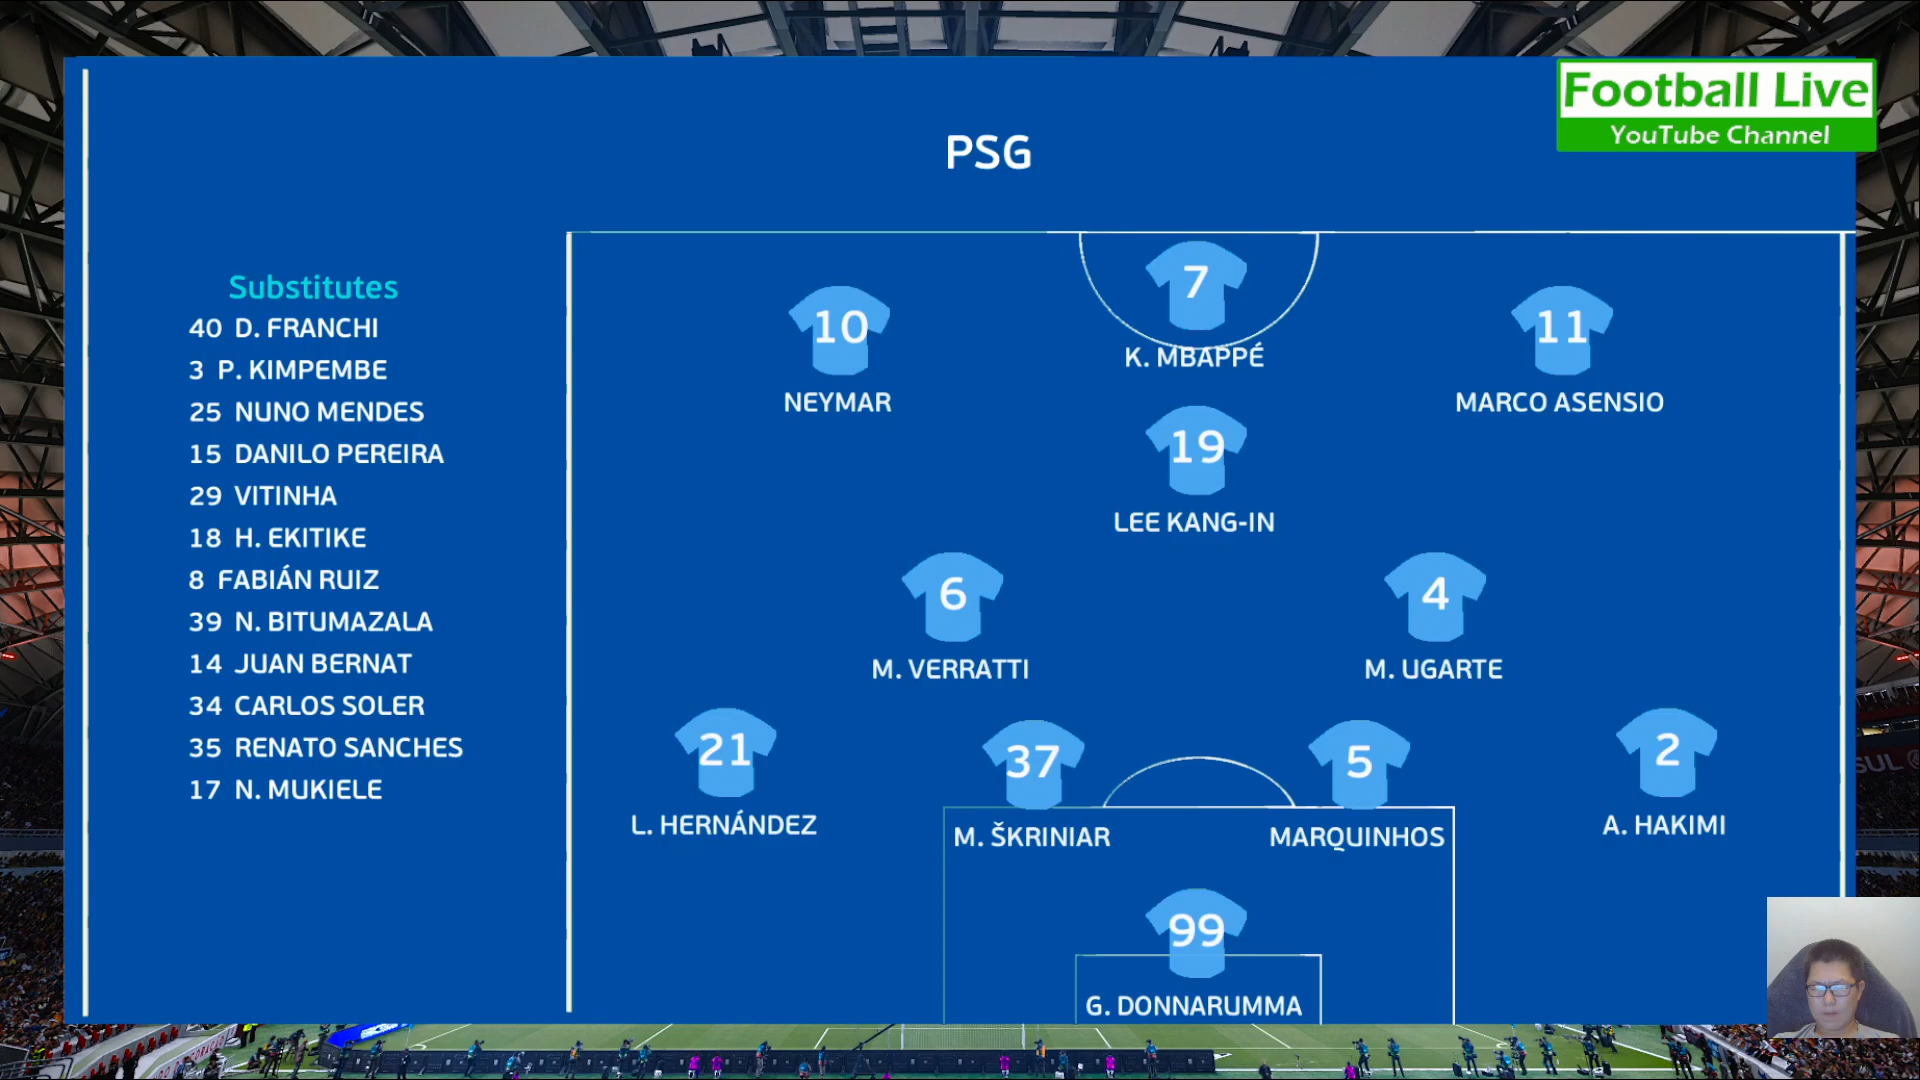 Football Live
YouTube Channel
PSG
Substitutes
40 D. FRANCHI
3 P. KIMPEMBE
25 NUNO MENDES
15 DANILO PEREIRA
29 VITINHA
18 H. EKITIKE
8 FABIÁN RUIZ
39 N. BITUMAZALA
14 JUAN BERNAT
34 CARLOS SOLER
35 RENATO SANCHES
17 N. MUKIELE
7
K. MBAPPÉ
10
NEYMAR
11
MARCO ASENSIO
19
LEE KANG-IN
6
M. VERRATTI
4
M. UGARTE
21
L. HERNÁNDEZ
37
M. ŠKRINIAR
5
MARQUINHOS
2
A. HAKIMI
99
G. DONNARUMMA